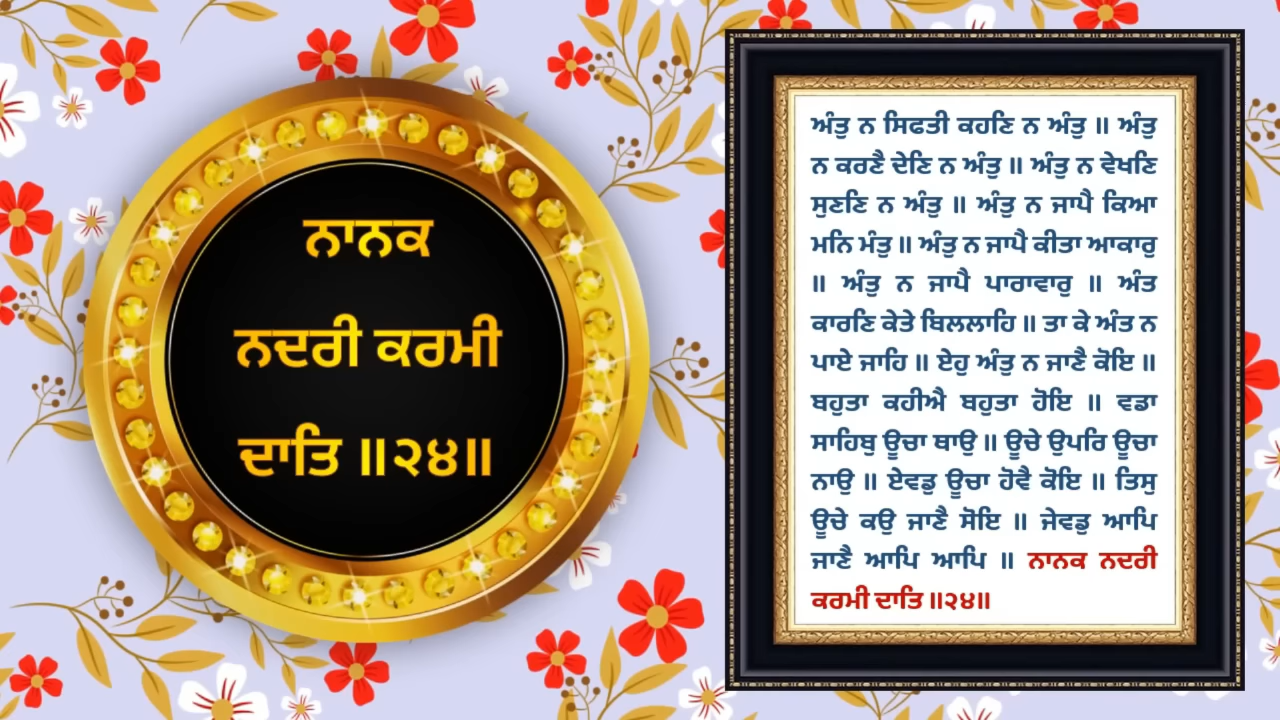 ਨਾਨਕ
ਨਦਰੀ ਕਰਮੀ
ਦਾਤਿ ॥੨੪॥
ਅੰਤੁ ਨ ਸਿਫਤੀ ਕਹਣਿ ਨ ਅੰਤੁ ॥ ਅੰਤੁ
ਨ ਕਰਣੈ ਦੇਣਿ ਨ ਅੰਤੁ ॥ ਅੰਤੁ ਨ ਵੇਖਣਿ
ਸੁਣਣਿ ਨ ਅੰਤੁ ॥ ਅੰਤੁ ਨ ਜਾਪੈ ਕਿਆ
ਮਨਿ ਮੰਤੁ ॥ ਅੰਤੁ ਨ ਜਾਪੈ ਕੀਤਾ ਆਕਾਰੁ
॥ ਅੰਤੁ ਨ ਜਾਪੈ ਪਾਰਾਵਾਰੁ ॥ ਅੰਤ
ਕਾਰਣਿ ਕੇਤੇ ਬਿਲਲਾਹਿ ॥ ਤਾ ਕੇ ਅੰਤ ਨ
ਪਾਏ ਜਾਹਿ ॥ ਏਹੁ ਅੰਤੁ ਨ ਜਾਣੈ ਕੋਇ ॥
ਬਹੁਤਾ ਕਹੀਐ ਬਹੁਤਾ ਹੋਇ ॥ ਵਡਾ
ਸਾਹਿਬੁ ਊਚਾ ਥਾਉ ॥ ਊਚੇ ਉਪਰਿ ਊਚਾ
ਨਾਉ ॥ ਏਵਡੁ ਊਚਾ ਹੋਵੈ ਕੋਇ ॥ ਤਿਸੁ
ਊਚੇ ਕਉ ਜਾਣੈ ਸੋਇ ॥ ਜੇਵਡੁ ਆਪਿ
ਜਾਣੈ ਆਪਿ ਆਪਿ ॥ ਨਾਨਕ ਨਦਰੀ
ਕਰਮੀ ਦਾਤਿ ॥੨੪॥